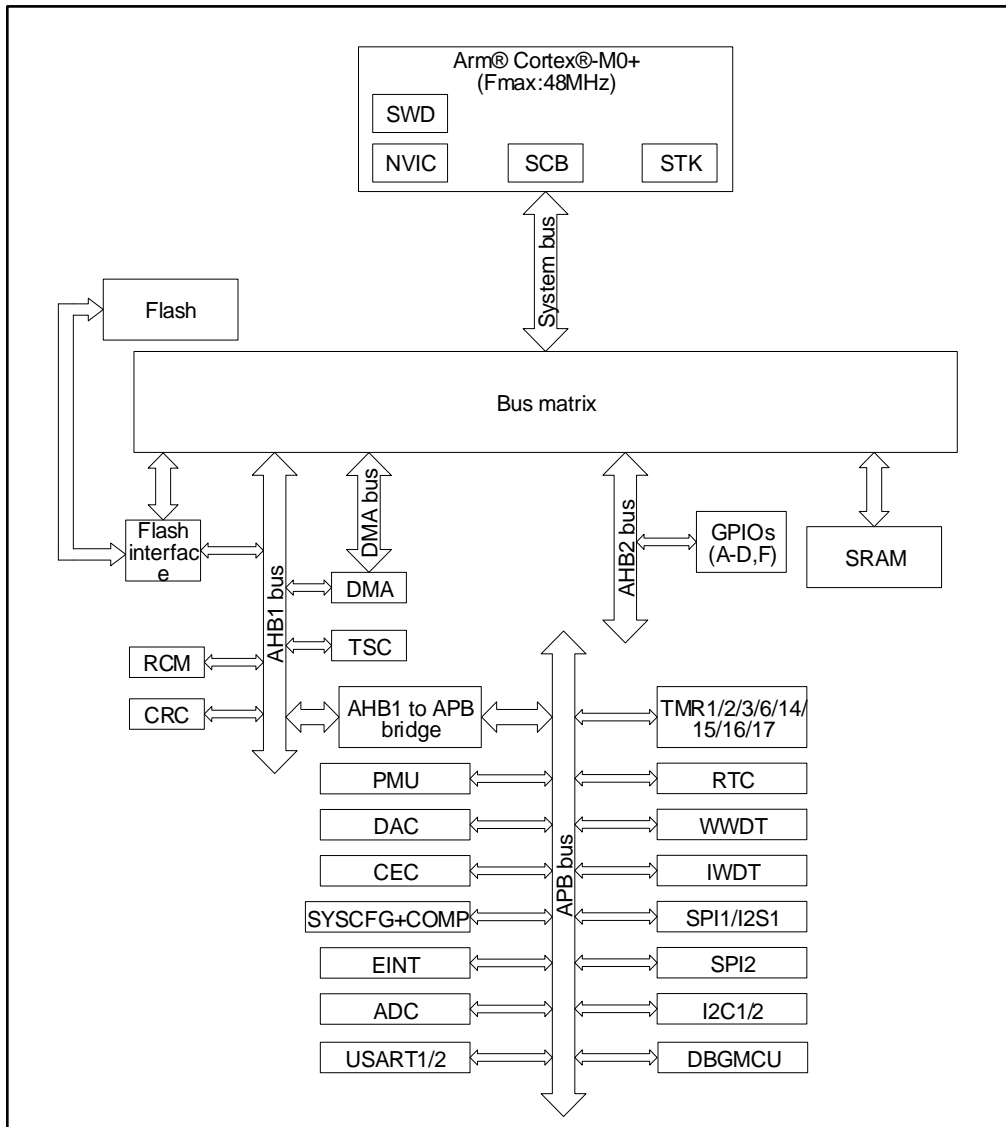 Arm® Cortex®-M0+
(Fmax:48MHz)
SWD
NVIC
SCB
STK
System bus
Flash
Bus matrix
Flash
interfac
e
AHB1 bus
DMA bus
DMA
TSC
RCM
CRC
AHB2 bus
GPIOs
(A-D,F)
SRAM
AHB1 to APB
bridge
APB bus
TMR1/2/3/6/14/
15/16/17
PMU
RTC
DAC
WWDT
CEC
IWDT
SYSCFG+COMP
SPI1/I2S1
EINT
SPI2
ADC
I2C1/2
USART1/2
DBGMCU